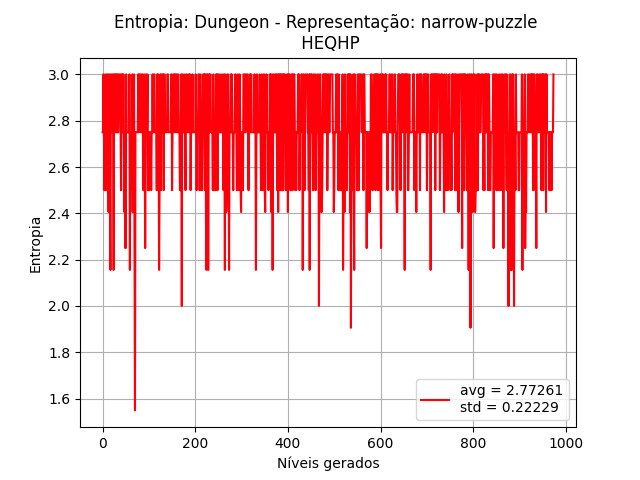 Entropia: Dungeon - Representação: narrow-puzzle
HEQHP
3.0
2.8
2.6
2.4
2.2
2.0
1.8
1.6
Entropia
avg = 2.77261
std = 0.22229
0 200 400 600 800 1000
Níveis gerados